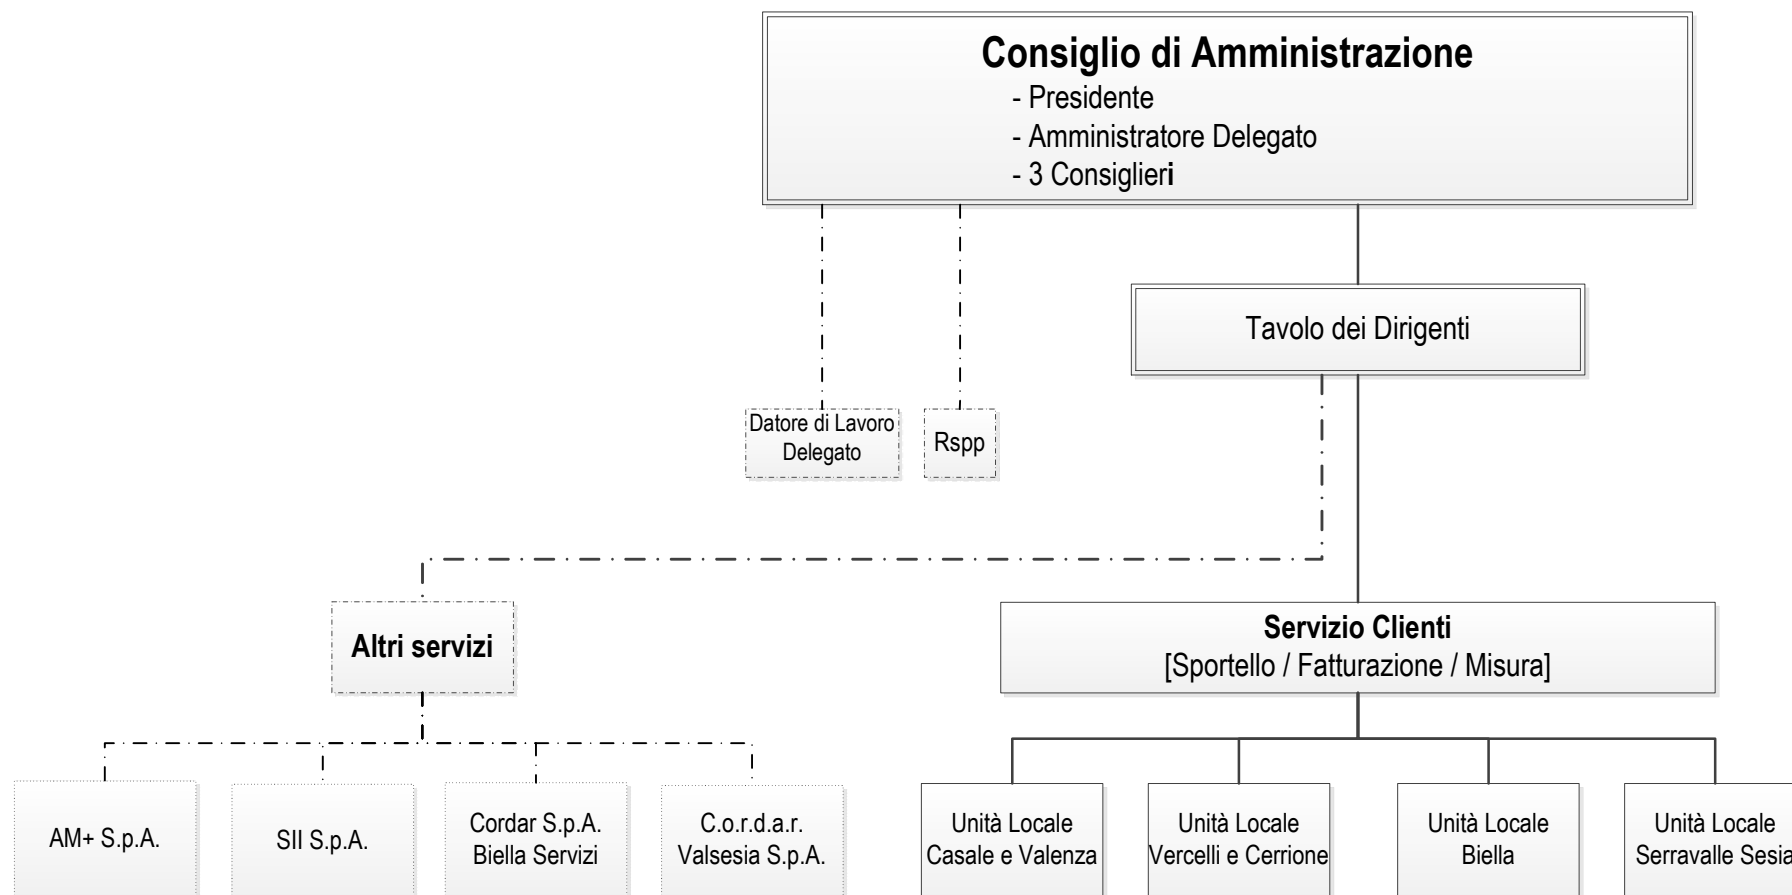 Consiglio di Amministrazione
- Presidente
- Amministratore Delegato
- 3 Consiglieri
Tavolo dei Dirigenti
Datore di Lavoro
Delegato
Rspp
Altri servizi
Servizio Clienti
[Sportello / Fatturazione / Misura]
AM+ S.p.A.
SII S.p.A.
Cordar S.p.A.
Biella Servizi
C.o.r.d.a.r.
Valsesia S.p.A.
Unità Locale
Casale e Valenza
Unità Locale
Vercelli e Cerrione
Unità Locale
Biella
Unità Locale
Serravalle Sesia